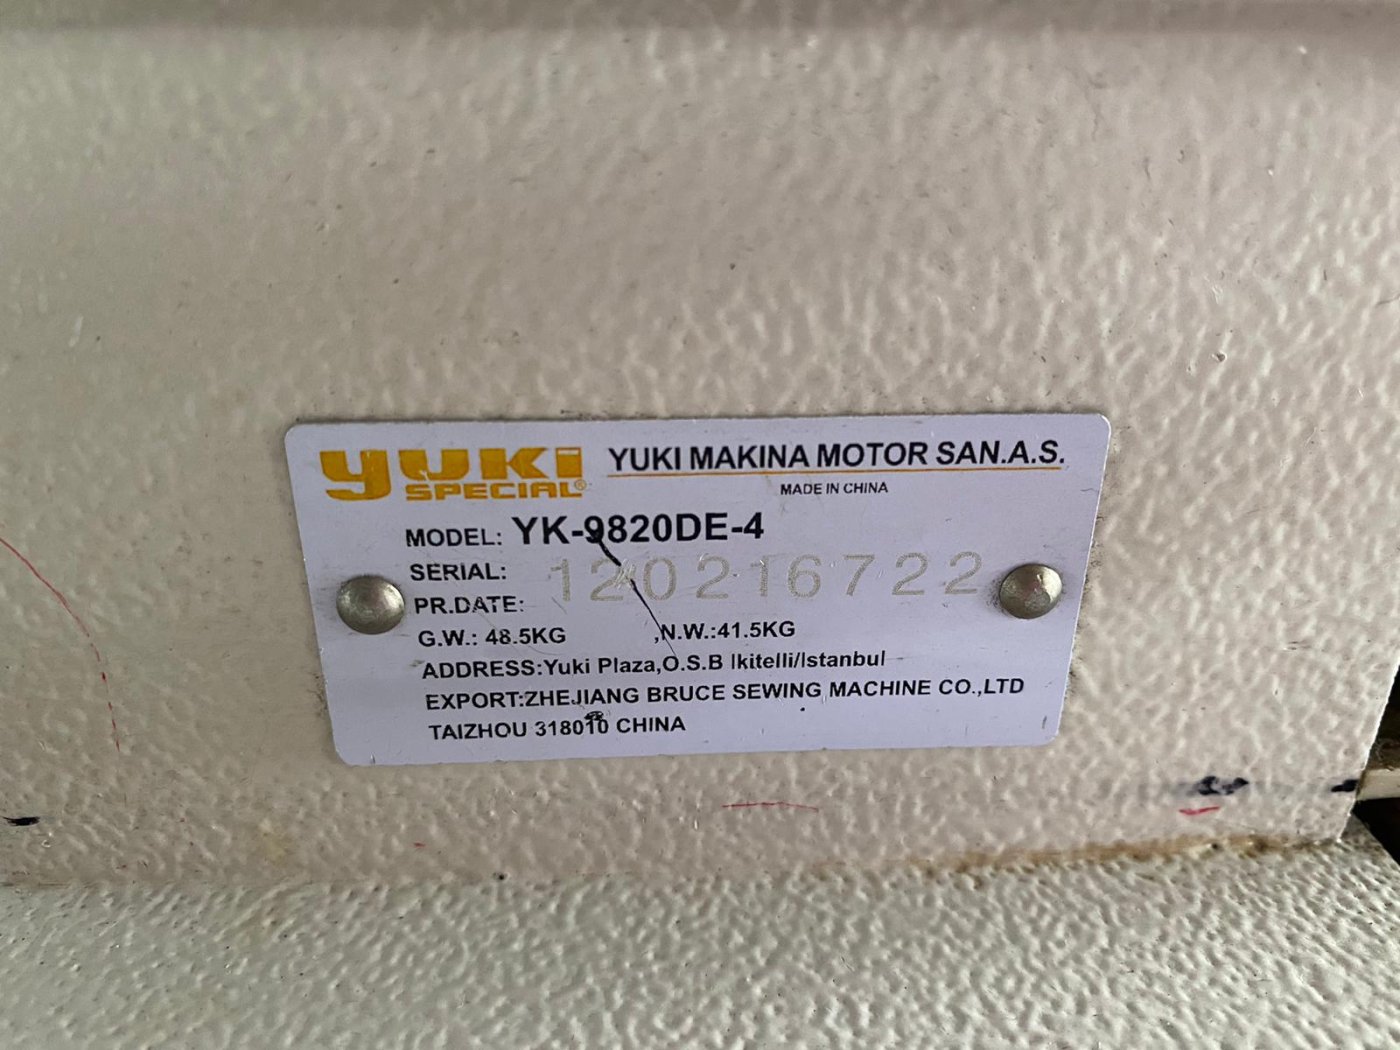 YUKI SPECIAL®
YUKI MAKINA MOTOR SAN.A.S.
MADE IN CHINA
MODEL: YK-9820DE-4
SERIAL: 120216722
PR.DATE:
G.W.: 48.5KG ,N.W.:41.5KG
ADDRESS:Yuki Plaza,O.S.B Ikitelli/Istanbul
EXPORT:ZHEJIANG BRUCE SEWING MACHINE CO.,LTD
TAIZHOU 318010 CHINA